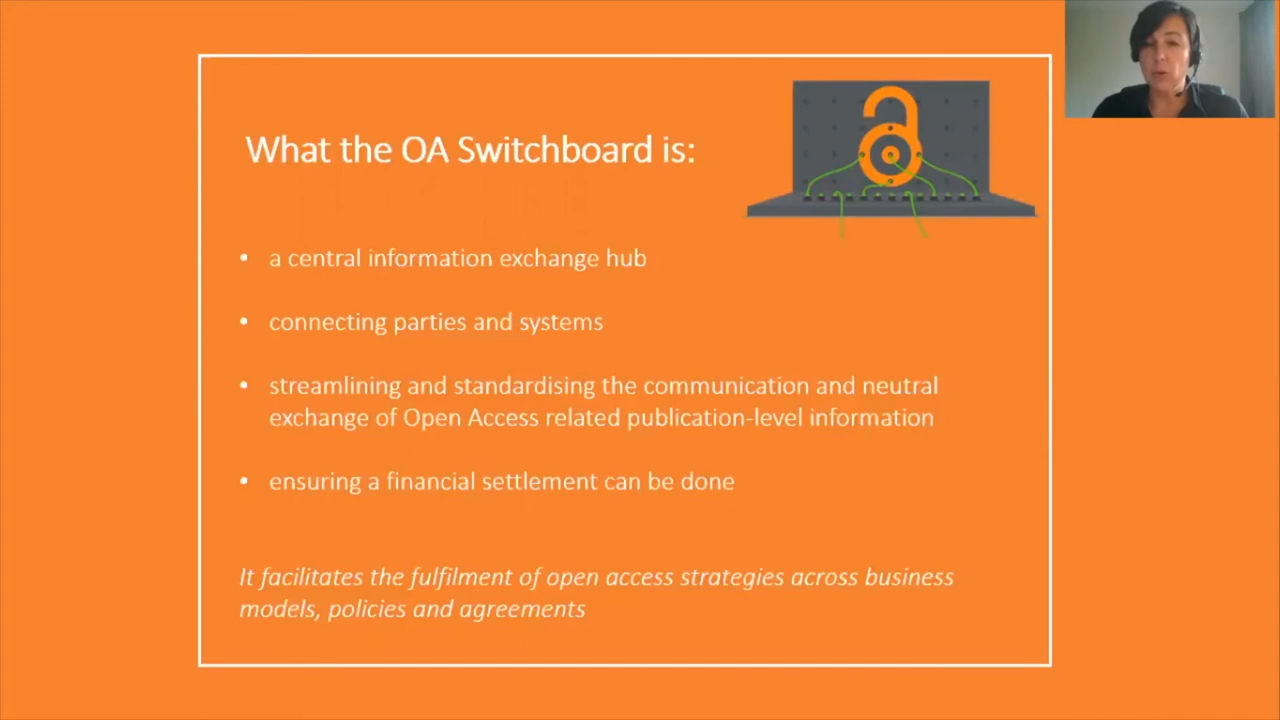 What the OA Switchboard is:
• a central information exchange hub
• connecting parties and systems
• streamlining and standardising the communication and neutral
exchange of Open Access related publication-level information
• ensuring a financial settlement can be done
It facilitates the fulfilment of open access strategies across business
models, policies and agreements